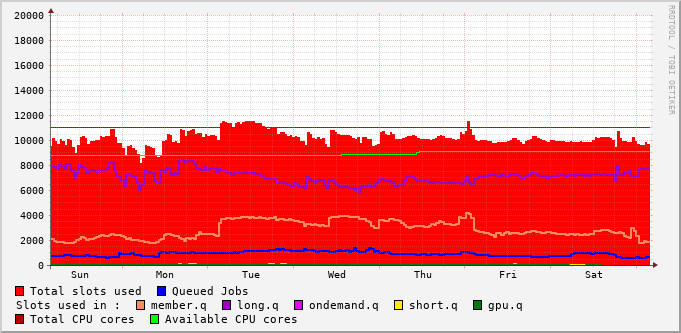 RRDTOOL / TOBI OETIKER
20000
18000
16000
14000
12000
10000
8000
6000
4000
2000
0
Sun Mon Tue Wed Thu Fri Sat
Total slots used Queued Jobs
Slots used in : member.q long.q ondemand.q short.q gpu.q
Total CPU cores Available CPU cores